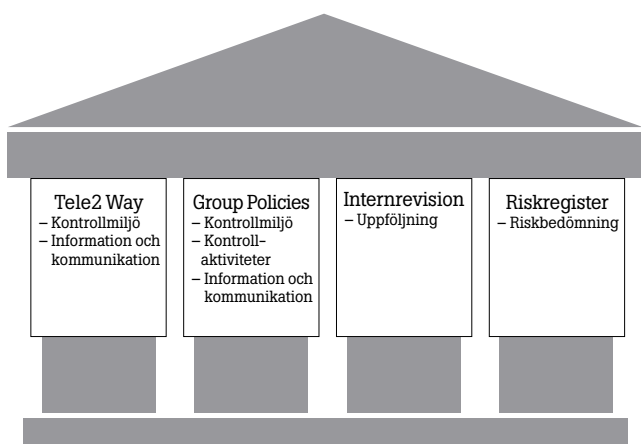 Tele2 Way
– Kontrollmiljö
– Information och
kommunikation
Group Policies
– Kontrollmiljö
– Kontroll-
aktiviteter
– Information och
kommunikation
Internrevision
– Uppföljning
Riskregister
– Riskbedömning